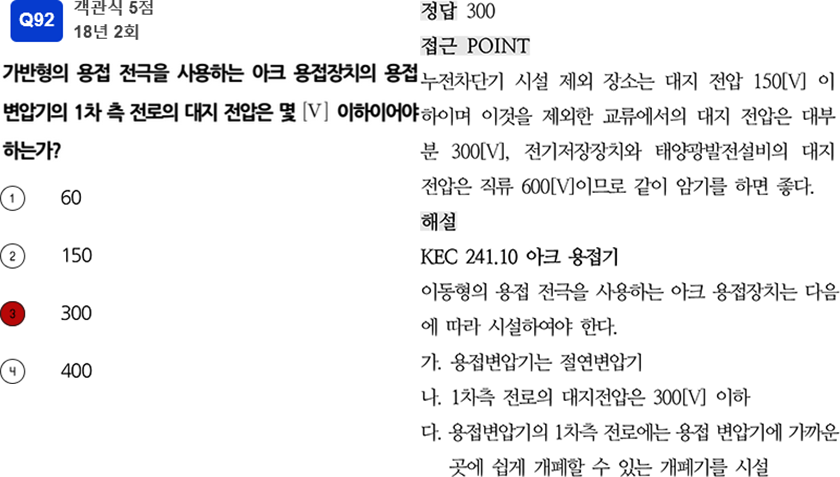 Q92
객관식 5점
18년 2회
가반형의 용접 전극을 사용하는 아크 용접장치의 용접
변압기의 1차 측 전로의 대지 전압은 몇 [V] 이하이어야
하는가?
1 60
2 150
3 300
4 400
정답 300
접근 POINT
누전차단기 시설 제외 장소는 대지 전압 150[V] 이
하이며 이것을 제외한 교류에서의 대지 전압은 대부
분 300[V], 전기저장장치와 태양광발전설비의 대지
전압은 직류 600[V]이므로 같이 암기를 하면 좋다.
해설
KEC 241.10 아크 용접기
이동형의 용접 전극을 사용하는 아크 용접장치는 다음
에 따라 시설하여야 한다.
가. 용접변압기는 절연변압기
나. 1차측 전로의 대지전압은 300[V] 이하
다. 용접변압기의 1차측 전로에는 용접 변압기에 가까운
곳에 쉽게 개폐할 수 있는 개폐기를 시설